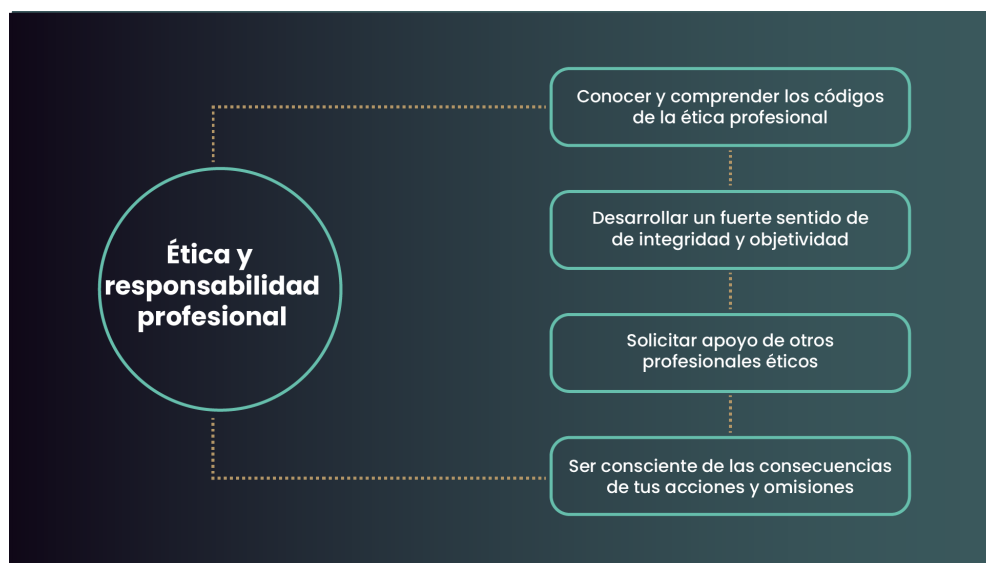 Ética y
responsabilidad
profesional
Conocer y comprender los códigos
de la ética profesional
Desarrollar un fuerte sentido de
de integridad y objetividad
Solicitar apoyo de otros
profesionales éticos
Ser consciente de las consecuencias
de tus acciones y omisiones